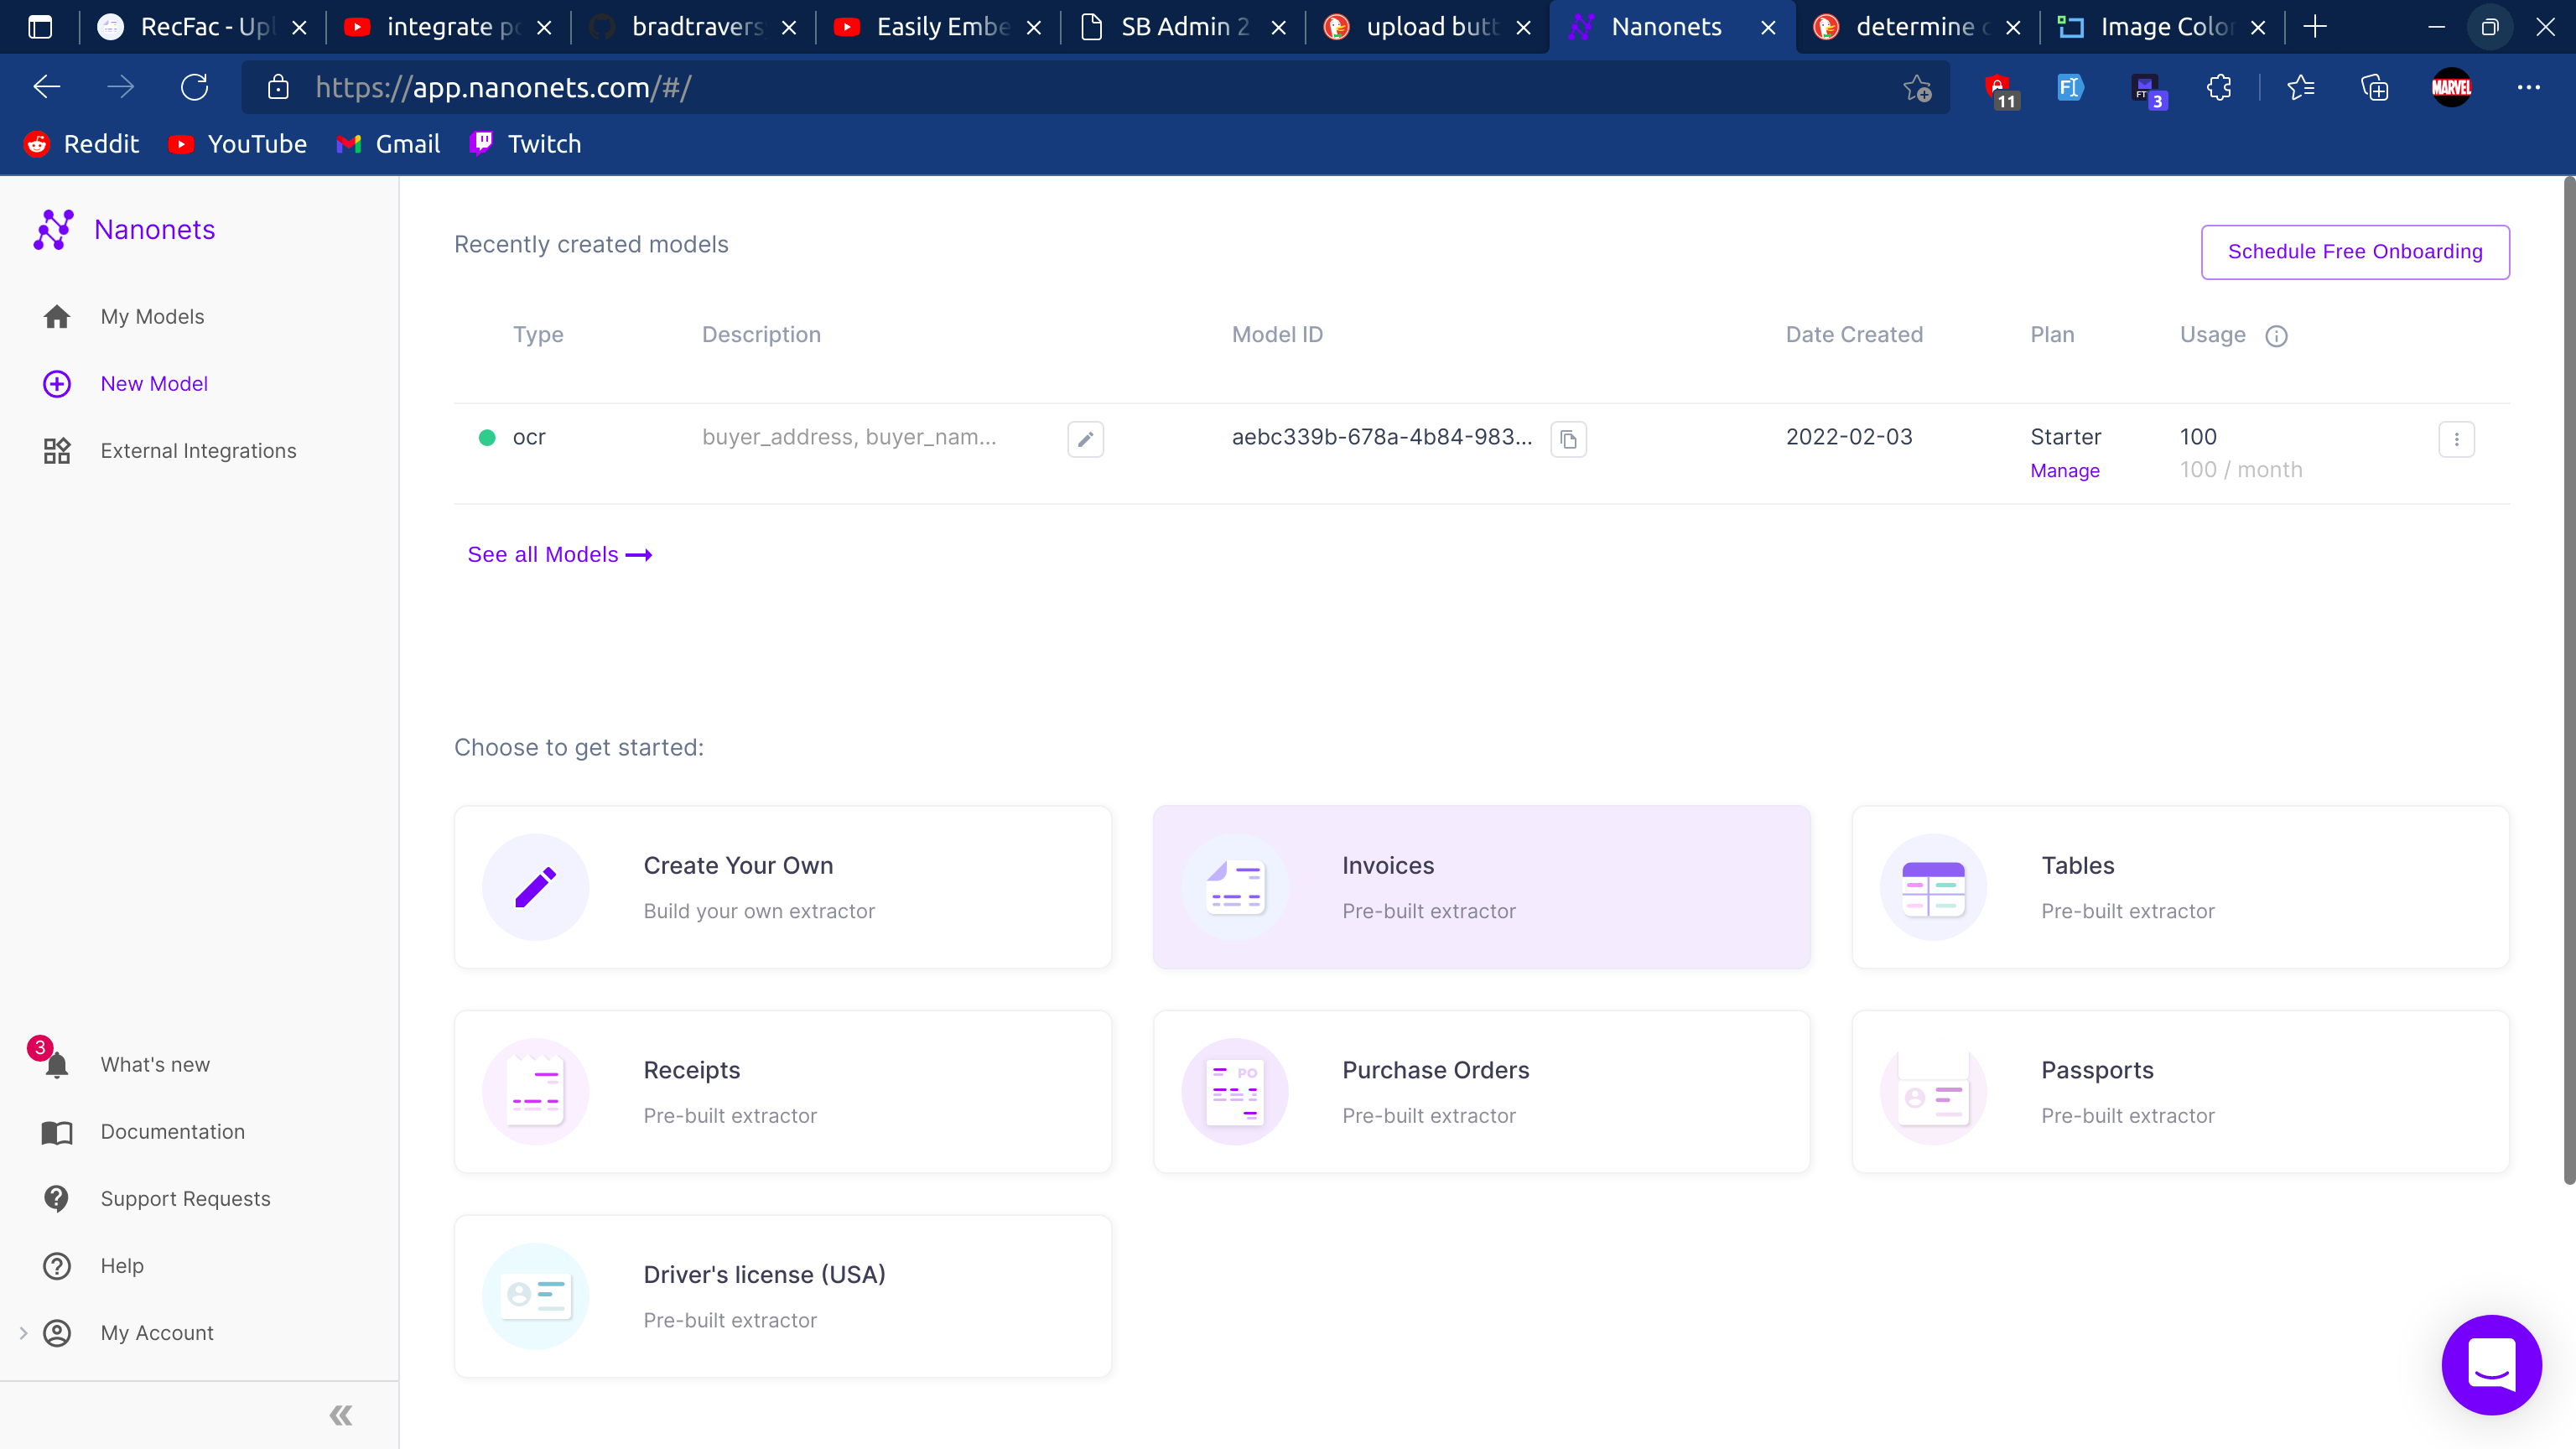 RecFac - Upl
integrate po
bradtravers
Easily Embe
SB Admin 2
upload butt
Nanonets
determine c
Image Color
https://app.nanonets.com/#/
11
FT
3
MARVEL
Reddit
YouTube
Gmail
Twitch
Nanonets
My Models
New Model
External Integrations
3
What's new
Documentation
Support Requests
Help
My Account
Recently created models
Schedule Free Onboarding
Type Description Model ID Date Created Plan Usage
ocr buyer_address, buyer_nam... aebc339b-678a-4b84-983... 2022-02-03 Starter 100
Manage 100 / month
See all Models
Choose to get started:
Create Your Own
Build your own extractor
Invoices
Pre-built extractor
Tables
Pre-built extractor
Receipts
Pre-built extractor
PO
Purchase Orders
Pre-built extractor
Passports
Pre-built extractor
Driver's license (USA)
Pre-built extractor